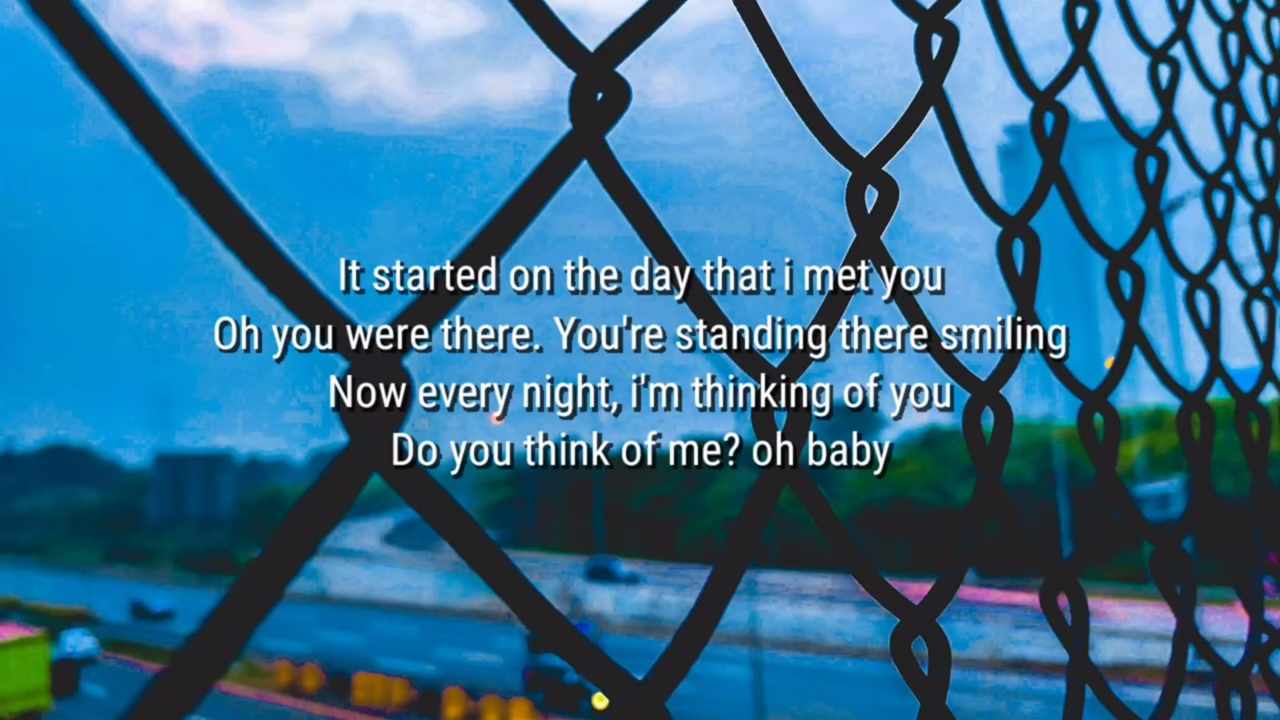 It started on the day that i met you
Oh you were there. You're standing there smiling
Now every night, i'm thinking of you
Do you think of me? oh baby